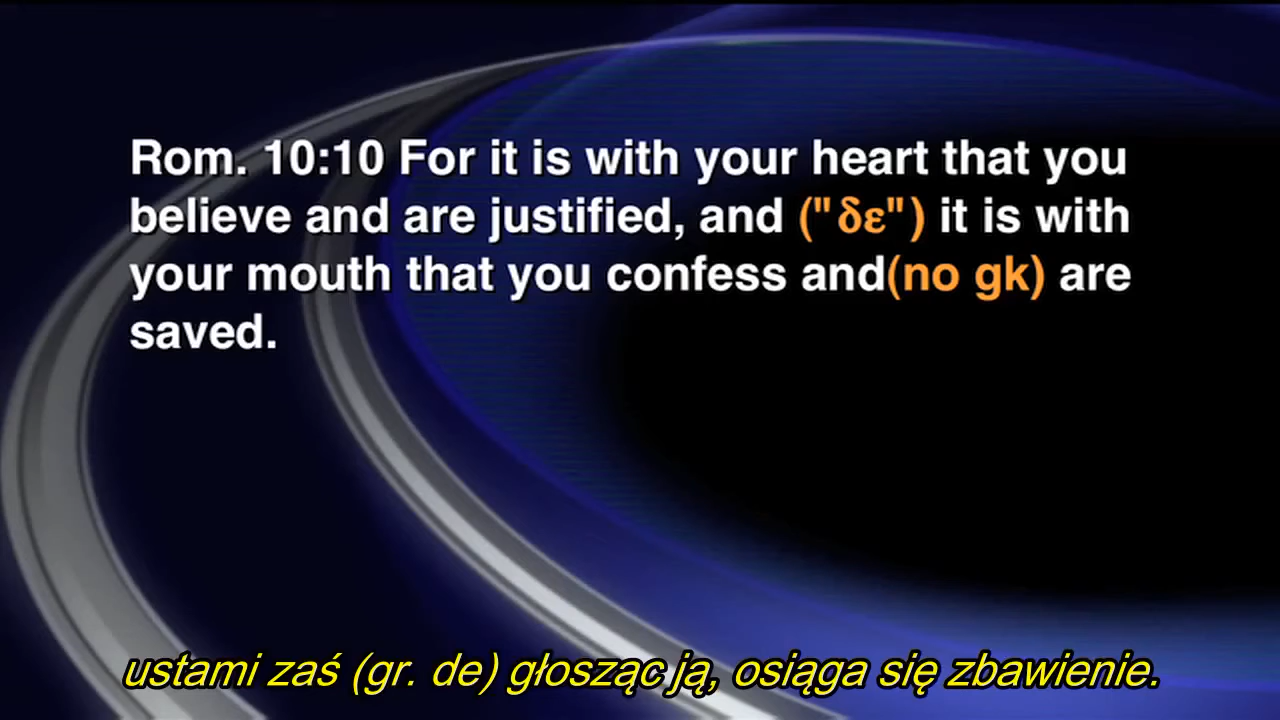 Rom. 10:10 For it is with your heart that you
believe and are justified, and ("δε") it is with
your mouth that you confess and(no gk) are
saved.
ustami zaś (gr. de) głosząc ją, osiąga się zbawienie.